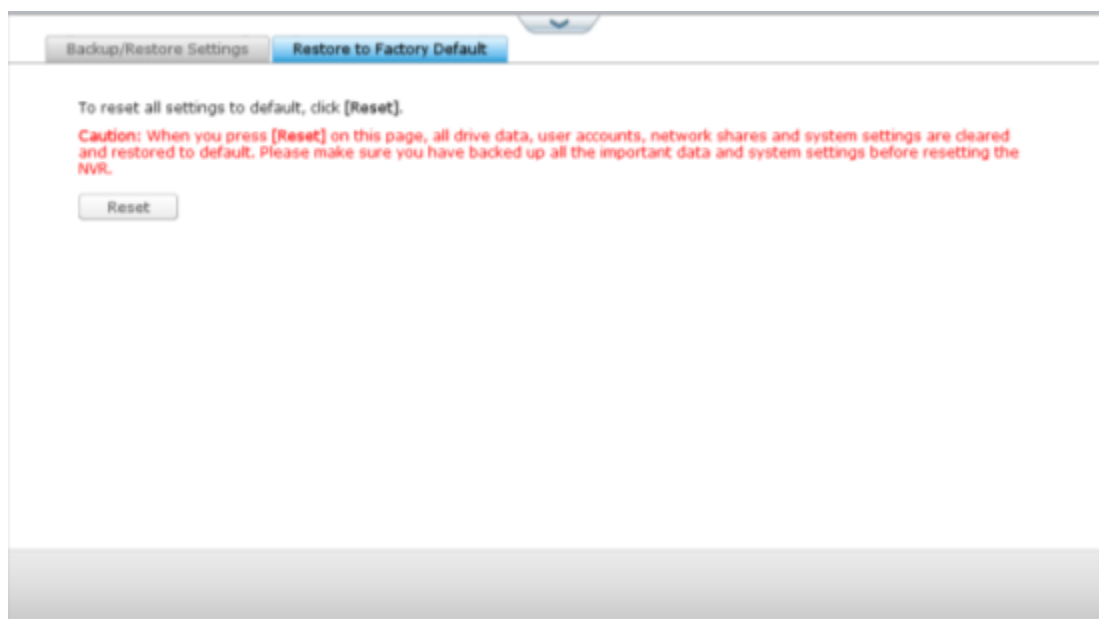 Backup/Restore Settings
Restore to Factory Default
To reset all settings to default, click [Reset].
Caution: When you press [Reset] on this page, all drive data, user accounts, network shares and system settings are cleared
and restored to default. Please make sure you have backed up all the important data and system settings before resetting the
NVR.
Reset